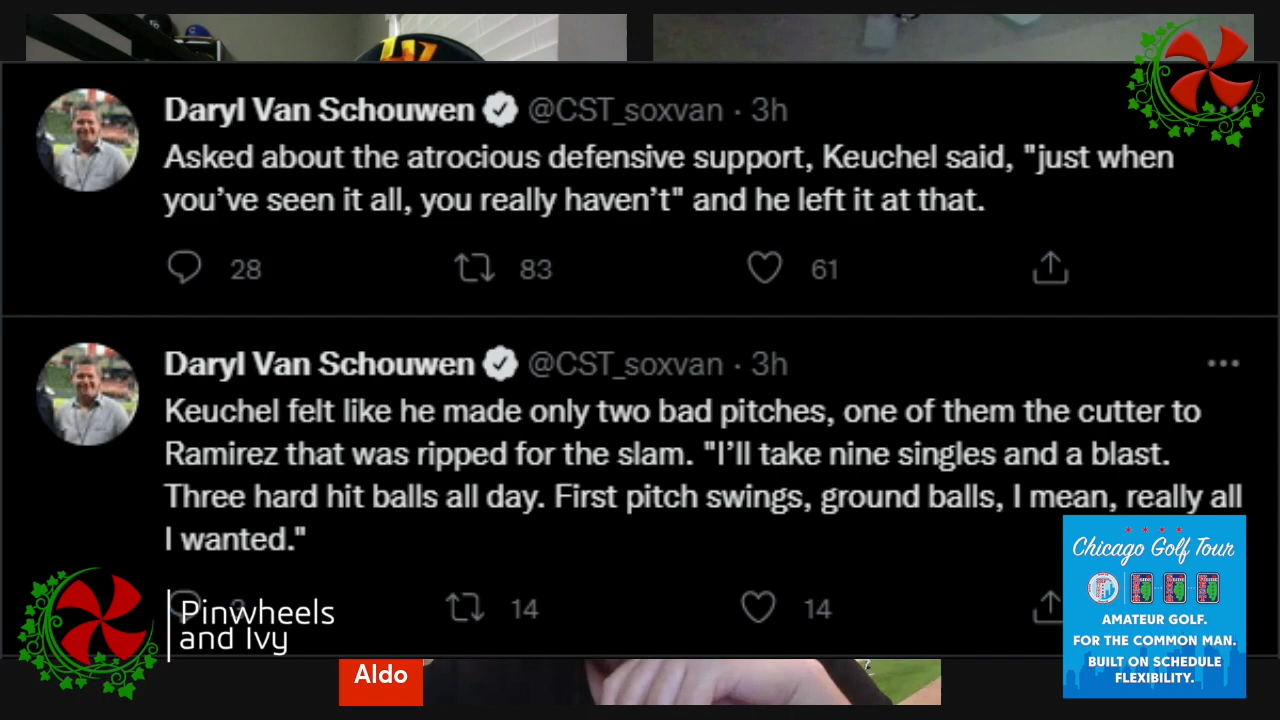 Daryl Van Schouwen @CST_soxvan · 3h
Asked about the atrocious defensive support, Keuchel said, "just when
you've seen it all, you really haven't" and he left it at that.
28 83 61
Daryl Van Schouwen @CST_soxvan · 3h
Keuchel felt like he made only two bad pitches, one of them the cutter to
Ramirez that was ripped for the slam. "I'll take nine singles and a blast.
Three hard hit balls all day. First pitch swings, ground balls, I mean, really all
I wanted."
14 14
Pinwheels
and Ivy
Chicago Golf Tour
AMATEUR GOLF.
FOR THE COMMON MAN.
BUILT ON SCHEDULE
FLEXIBILITY.
Aldo